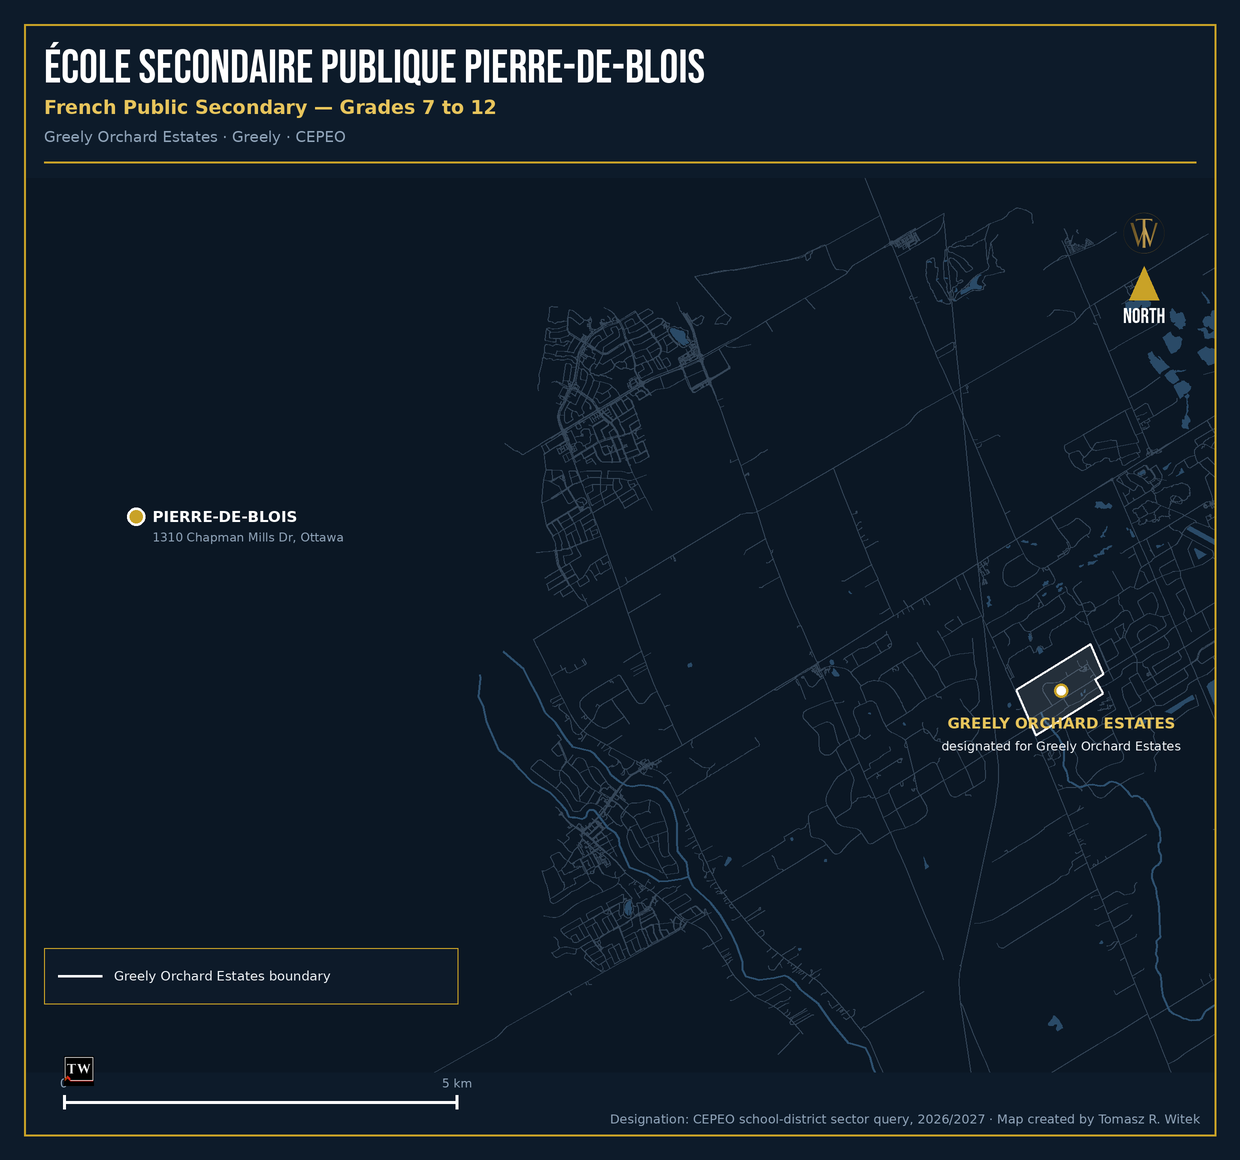 ÉCOLE SECONDAIRE PUBLIQUE PIERRE-DE-BLOIS
French Public Secondary — Grades 7 to 12
Greely Orchard Estates · Greely · CEPEO
TW
NORTH
PIERRE-DE-BLOIS
1310 Chapman Mills Dr, Ottawa
GREELY ORCHARD ESTATES
designated for Greely Orchard Estates
Greely Orchard Estates boundary
TW
0
5 km
Designation: CEPEO school-district sector query, 2026/2027 · Map created by Tomasz R. Witek